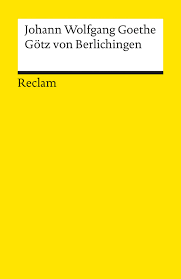 Johann Wolfgang Goethe
Götz von Berlichingen
Reclam